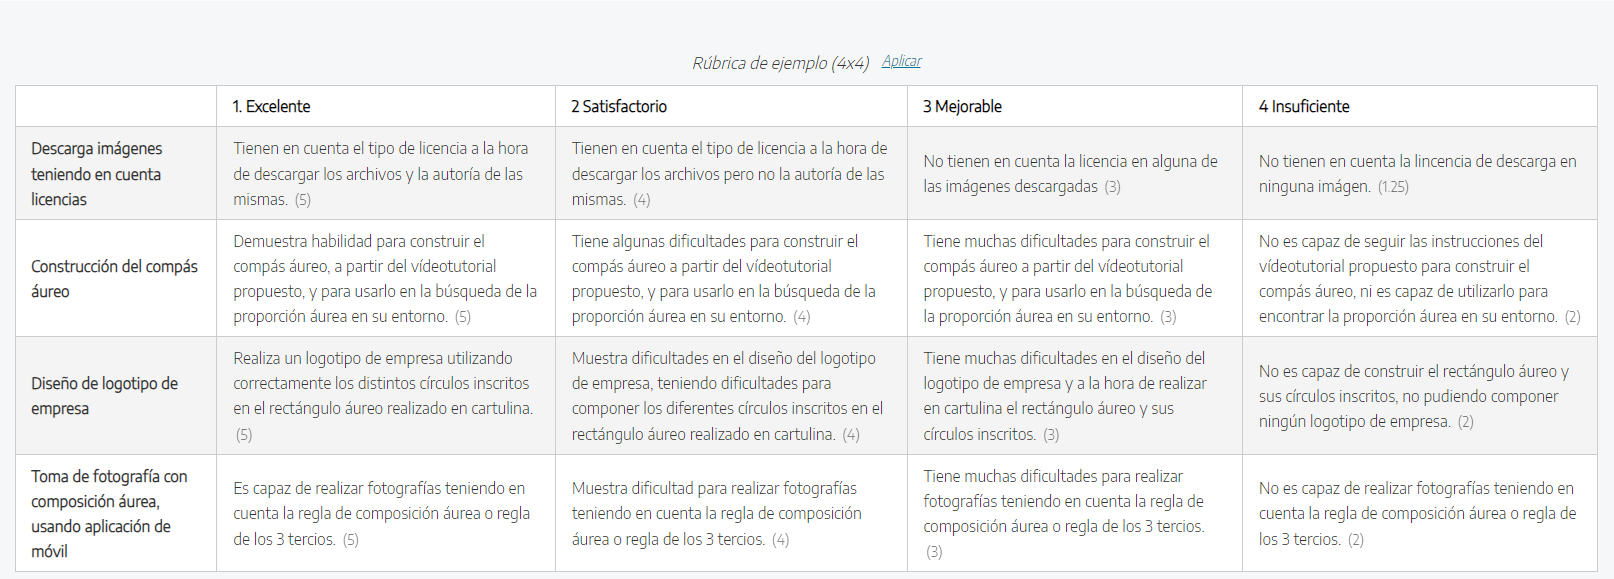 Rúbrica de ejemplo (4x4) Aplicar
1. Excelente
2 Satisfactorio
3 Mejorable
4 Insuficiente
Descarga imágenes
teniendo en cuenta
licencias
Tienen en cuenta el tipo de licencia a la hora
de descargar los archivos y la autoría de las
mismas. (5)
Tienen en cuenta el tipo de licencia a la hora de
descargar los archivos pero no la autoría de las
mismas. (4)
No tienen en cuenta la licencia en alguna de
las imágenes descargadas (3)
No tienen en cuenta la lincencia de descarga en
ninguna imágen. (1.25)
Construcción del compás
áureo
Demuestra habilidad para construir el
compás áureo, a partir del vídeotutorial
propuesto, y para usarlo en la búsqueda de la
proporción áurea en su entorno. (5)
Tiene algunas dificultades para construir el
compás áureo a partir del vídeotutorial
propuesto, y para usarlo en la búsqueda de la
proporción áurea en su entorno. (4)
Tiene muchas dificultades para construir el
compás áureo a partir del vídeotutorial
propuesto, y para usarlo en la búsqueda de
la proporción áurea en su entorno. (3)
No es capaz de seguir las instrucciones del
vídeotutorial propuesto para construir el
compás áureo, ni es capaz de utilizarlo para
encontrar la proporción áurea en su entorno. (2)
Diseño de logotipo de
empresa
Realiza un logotipo de empresa utilizando
correctamente los distintos círculos inscritos
en el rectángulo áureo realizado en cartulina.
(5)
Muestra dificultades en el diseño del logotipo
de empresa, teniendo dificultades para
componer los diferentes círculos inscritos en el
rectángulo áureo realizado en cartulina. (4)
Tiene muchas dificultades en el diseño del
logotipo de empresa y a la hora de realizar
en cartulina el rectángulo áureo y sus
círculos inscritos. (3)
No es capaz de construir el rectángulo áureo y
sus círculos inscritos, no pudiendo componer
ningún logotipo de empresa. (2)
Toma de fotografía con
composición áurea,
usando aplicación de
móvil
Es capaz de realizar fotografías teniendo en
cuenta la regla de composición áurea o regla
de los 3 tercios. (5)
Muestra dificultad para realizar fotografías
teniendo en cuenta la regla de composición
áurea o regla de los 3 tercios. (4)
Tiene muchas dificultades para realizar
fotografías teniendo en cuenta la regla de
composición áurea o regla de los 3 tercios.
(3)
No es capaz de realizar fotografías teniendo en
cuenta la regla de composición áurea o regla de
los 3 tercios. (2)